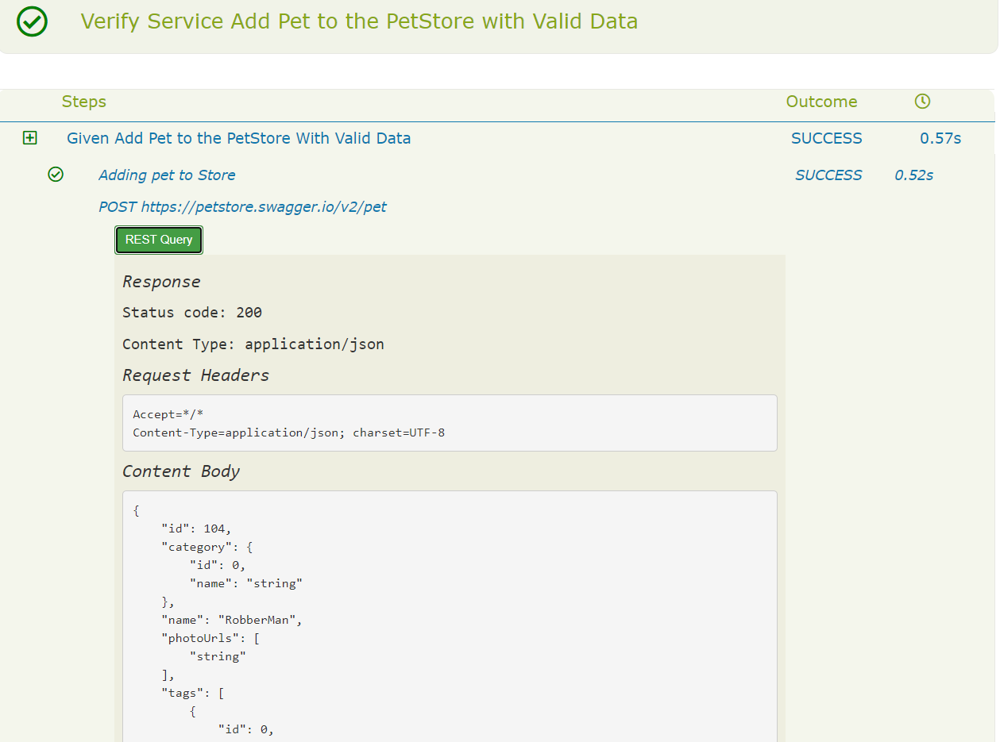 Verify Service Add Pet to the PetStore with Valid Data
Steps Outcome
Given Add Pet to the PetStore With Valid Data SUCCESS 0.57s
Adding pet to Store SUCCESS 0.52s
POST https://petstore.swagger.io/v2/pet
REST Query
Response
Status code: 200
Content Type: application/json
Request Headers
Accept=*/*
Content-Type=application/json; charset=UTF-8
Content Body
{
    "id": 104,
    "category": {
        "id": 0,
        "name": "string"
    },
    "name": "RobberMan",
    "photoUrls": [
        "string"
    ],
    "tags": [
        {
            "id": 0,